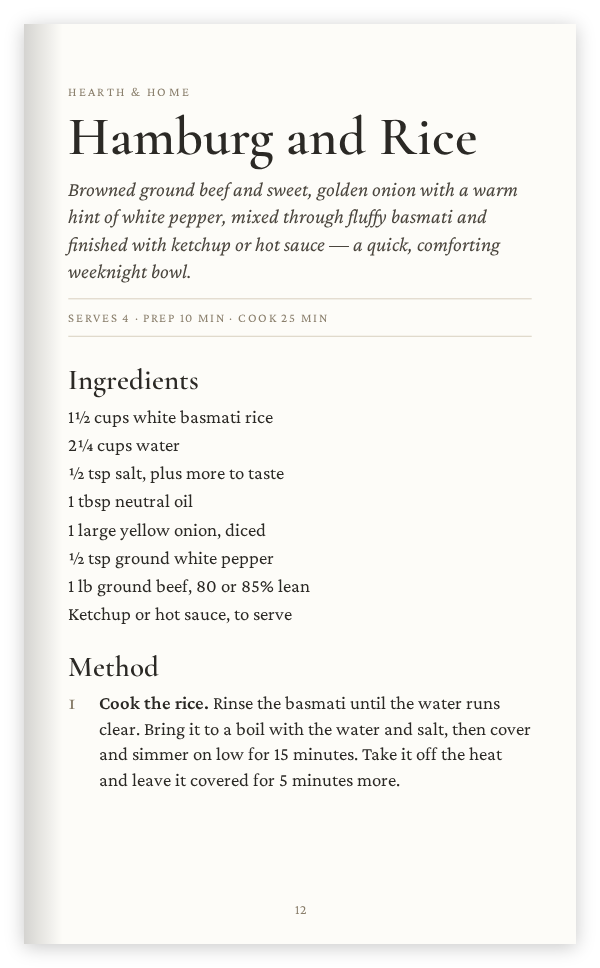 HEARTH & HOME
Hamburg and Rice
Browned ground beef and sweet, golden onion with a warm
hint of white pepper, mixed through fluffy basmati and
finished with ketchup or hot sauce — a quick, comforting
weeknight bowl.
SERVES 4 · PREP 10 MIN · COOK 25 MIN
Ingredients
1½ cups white basmati rice
2¼ cups water
½ tsp salt, plus more to taste
1 tbsp neutral oil
1 large yellow onion, diced
½ tsp ground white pepper
1 lb ground beef, 80 or 85% lean
Ketchup or hot sauce, to serve
Method
1 Cook the rice. Rinse the basmati until the water runs
clear. Bring it to a boil with the water and salt, then cover
and simmer on low for 15 minutes. Take it off the heat
and leave it covered for 5 minutes more.
12